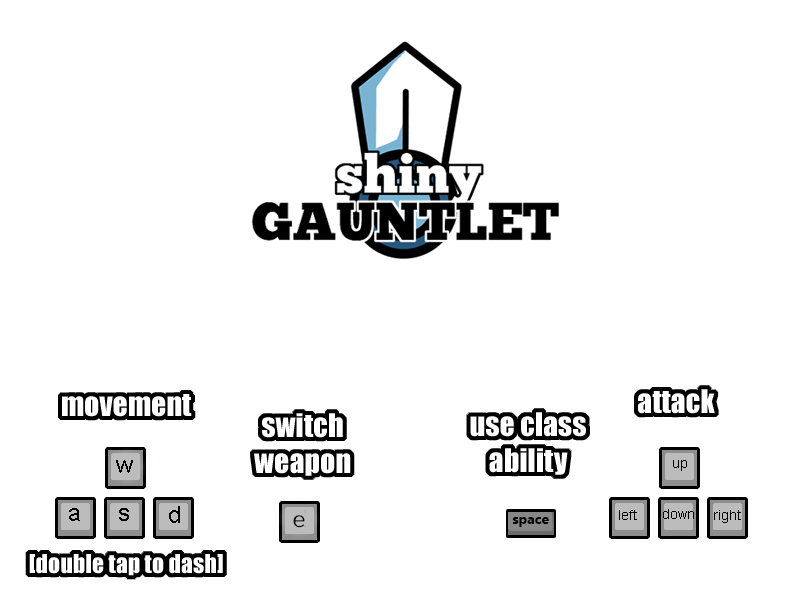 shiny
GAUNTLET
movement
w
a s d
[double tap to dash]
switch
weapon
e
use class
ability
space
attack
up
left down right